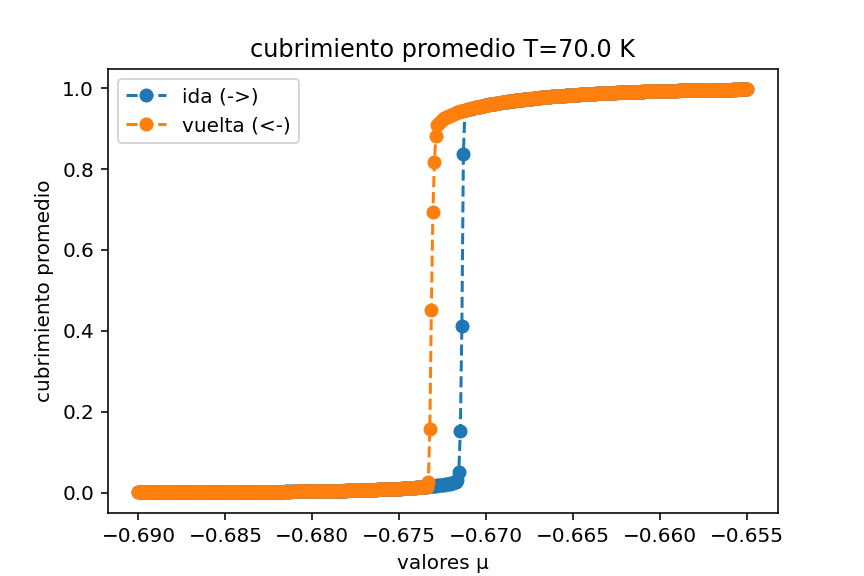 cubrimiento promedio T=70.0 K
ida (->)
vuelta (<-)
cubrimiento promedio
1.0
0.8
0.6
0.4
0.2
0.0
−0.690 −0.685 −0.680 −0.675 −0.670 −0.665 −0.660 −0.655
valores μ